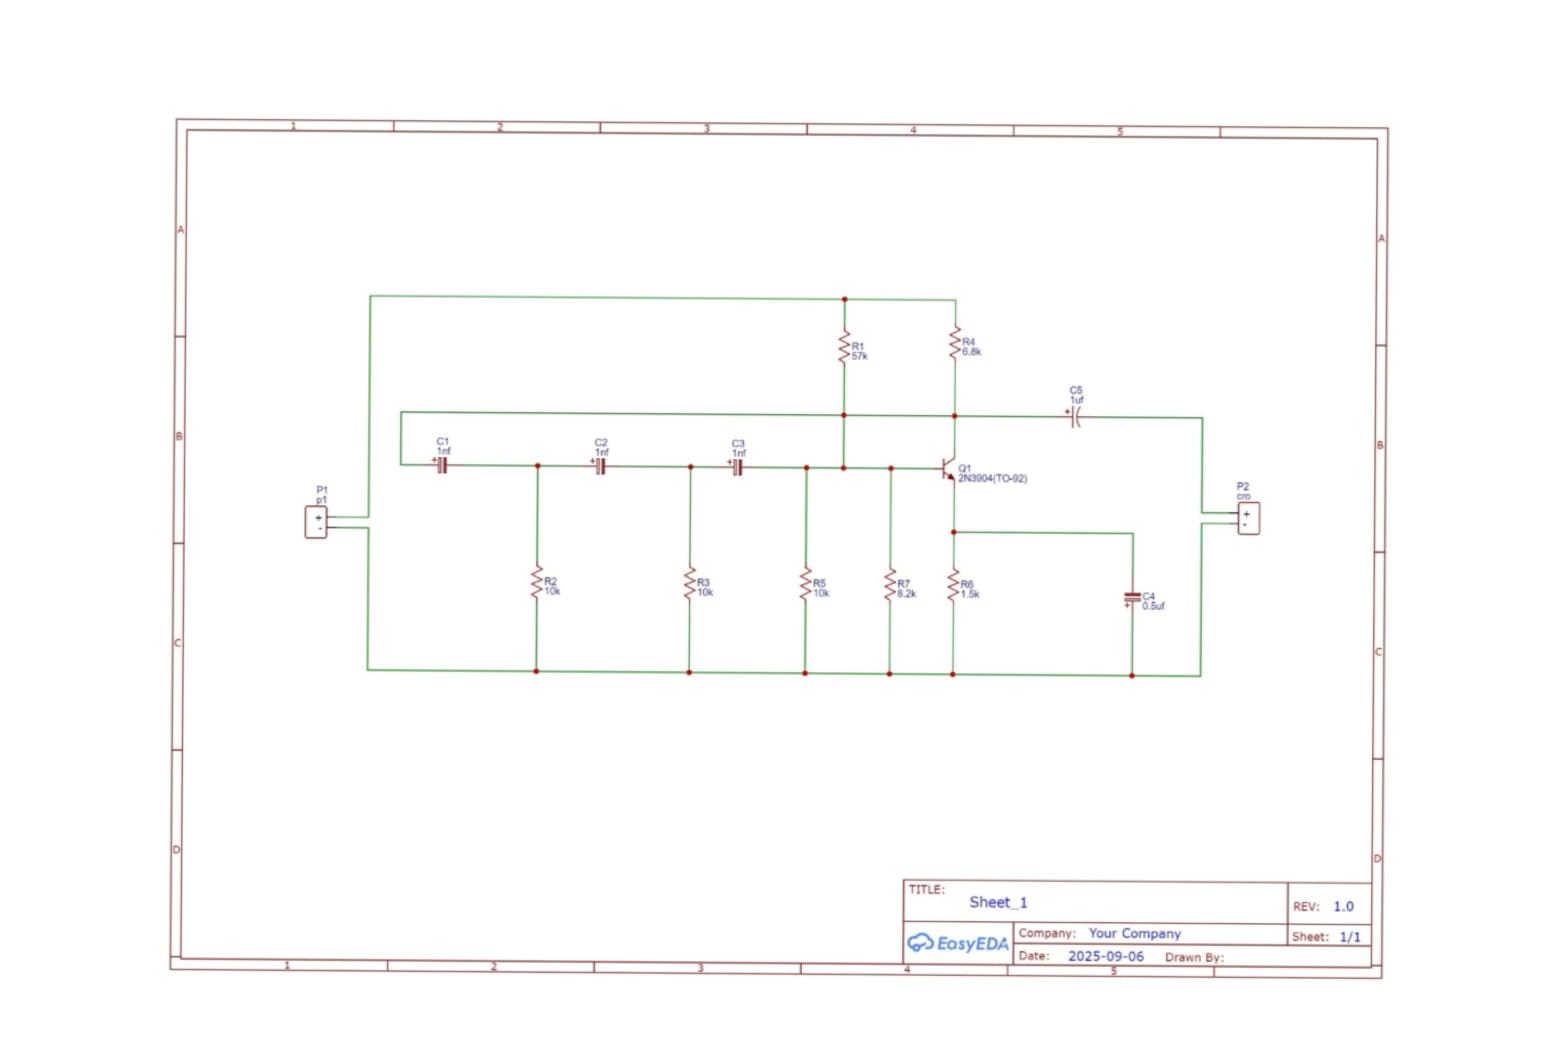 1
2
3
4
5
A
A
R1
57k
R4
6.8k
C5
1uf
+
B
B
C1
1nf
+
C2
1nf
+
C3
1nf
+
Q1
2N3904(TO-92)
P1
p1
+
-
P2
cro
+
-
R2
10k
R3
10k
R5
10k
R7
8.2k
R6
1.5k
C4
0.5uf
+
C
C
D
D
TITLE:
Sheet_1
REV: 1.0
EasyEDA
Company: Your Company
Sheet: 1/1
Date: 2025-09-06 Drawn By:
1
2
3
4
5